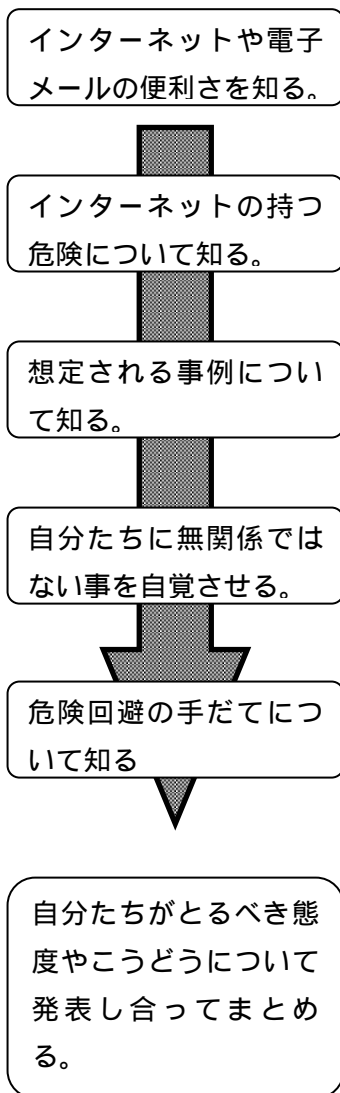 インターネットや電子
メールの便利さを知る。
インターネットの持つ
危険について知る。
想定される事例につい
て知る。
自分たちに無関係では
ない事を自覚させる。
危険回避の手だてにつ
いて知る
自分たちがとるべき態
度やこうどうについて
発表し合ってまとめ
る。